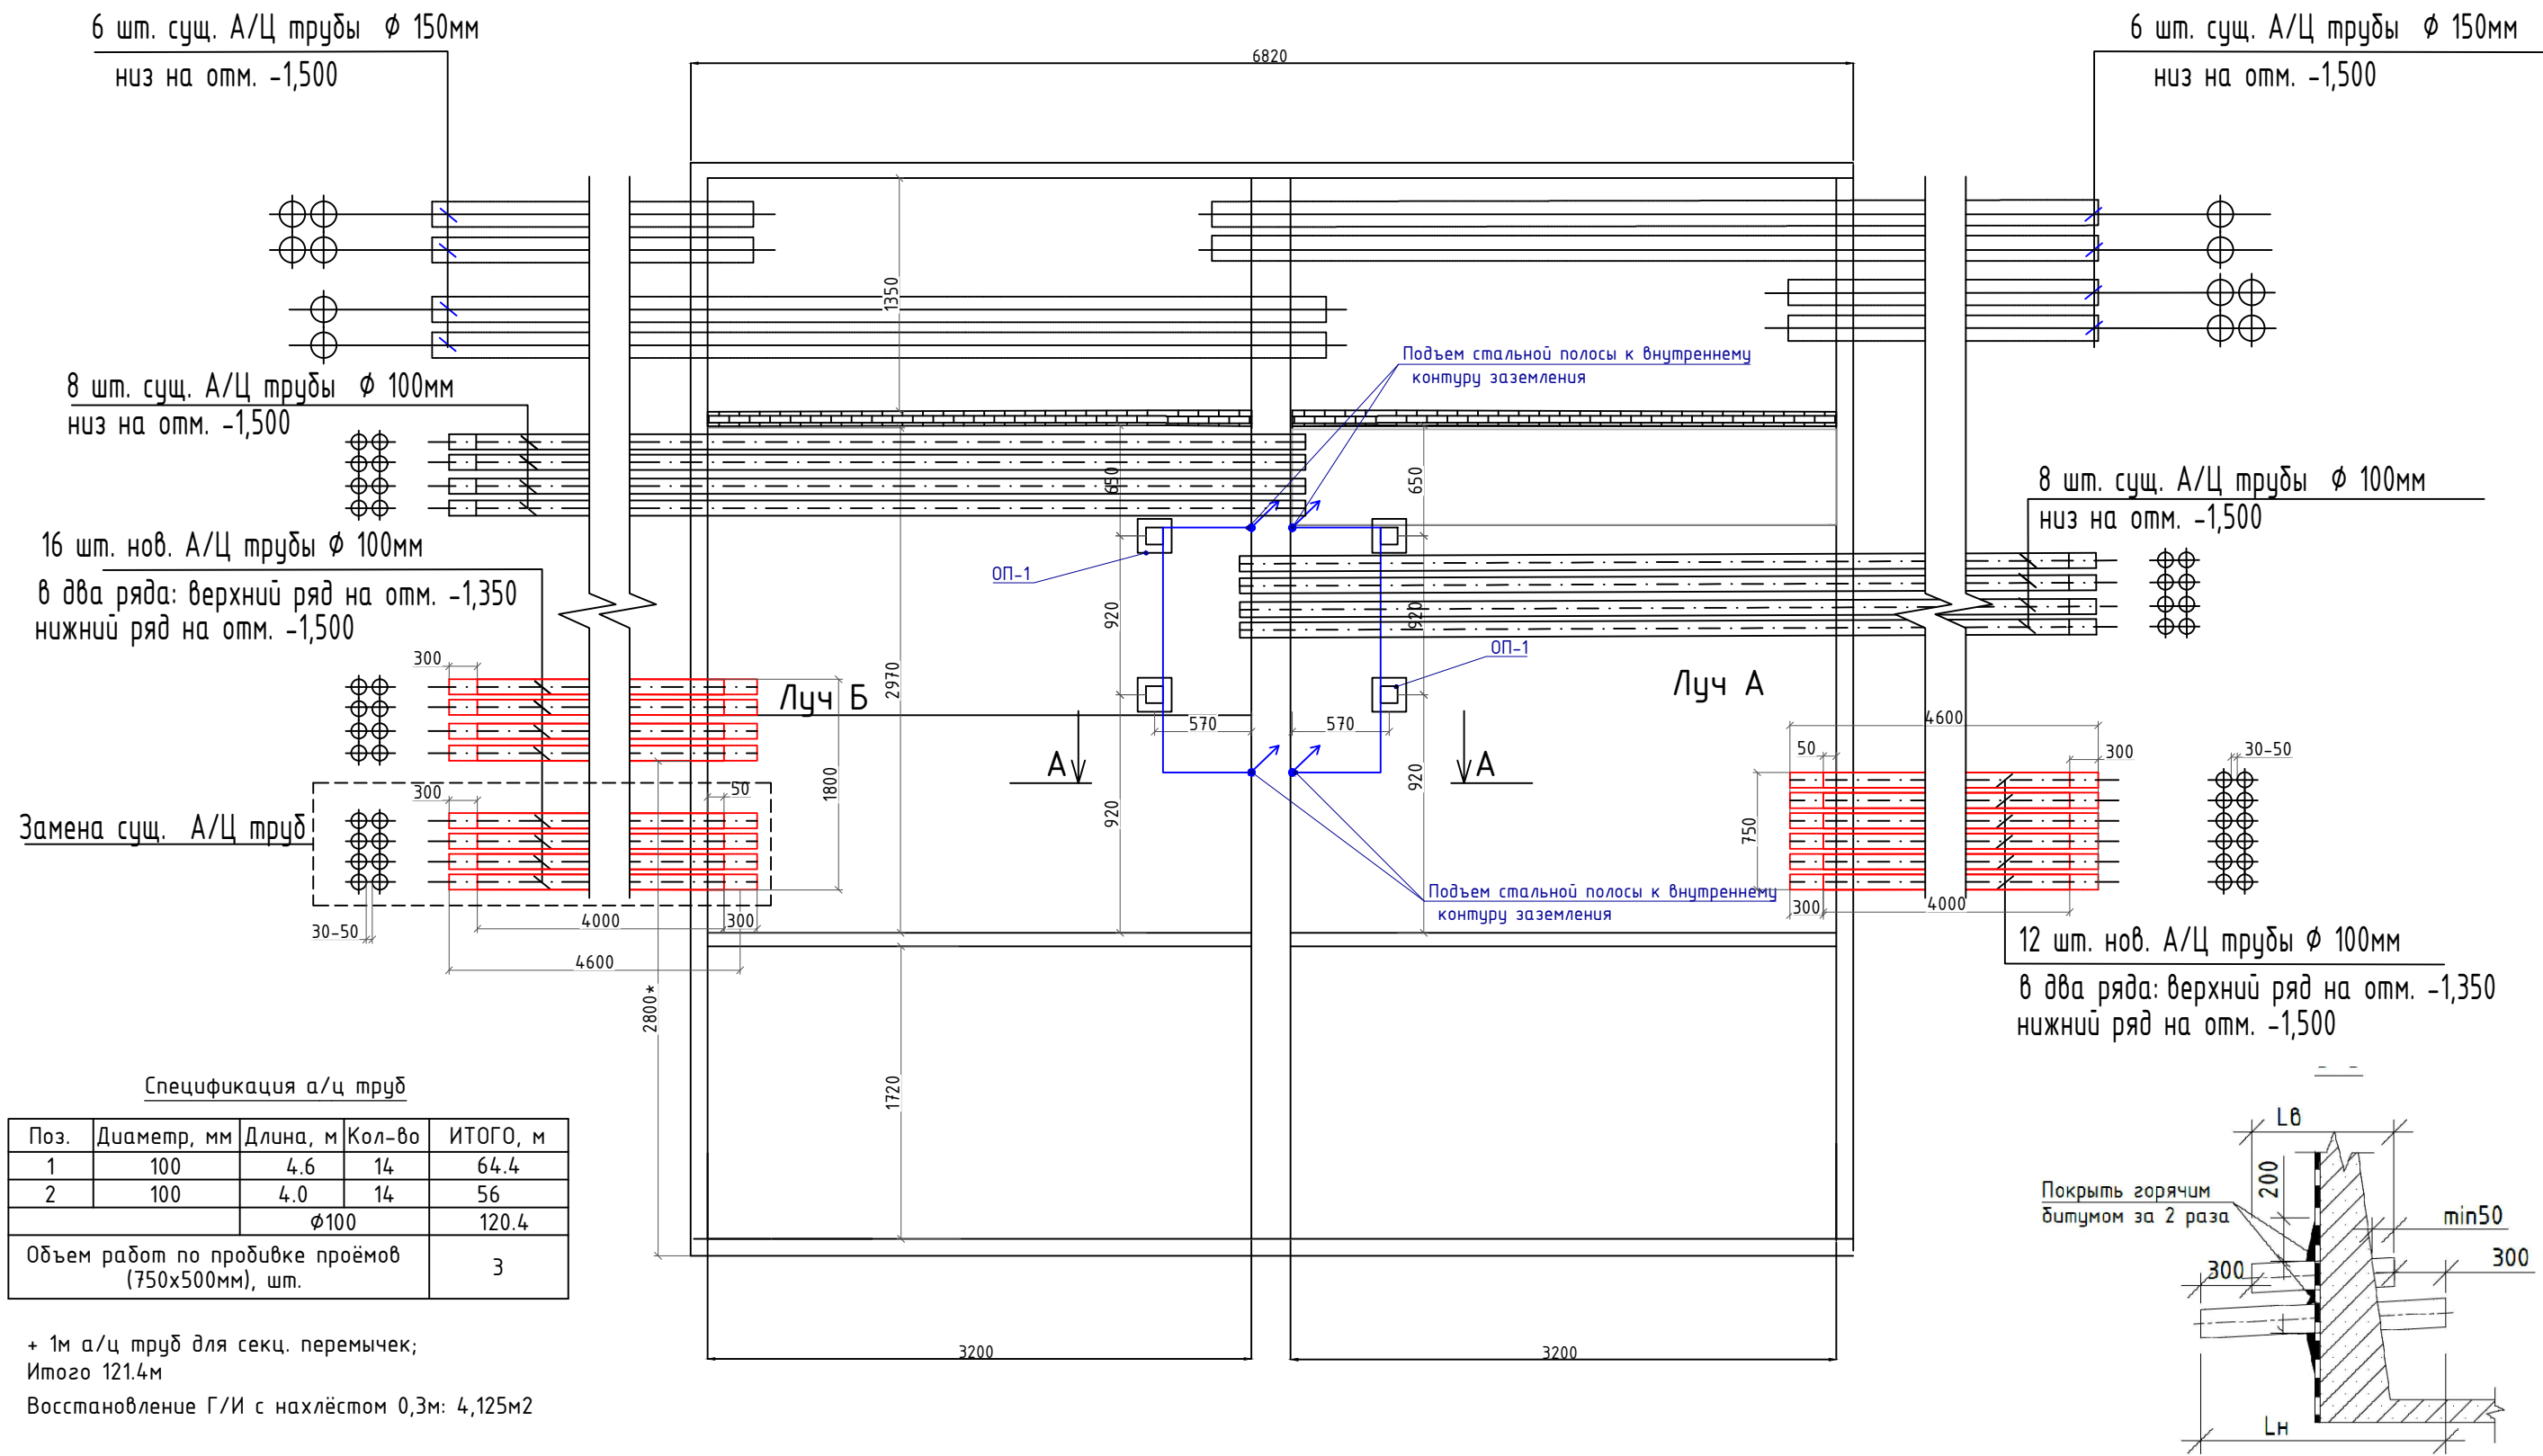 6 шт. сущ. А/Ц трубы Ф 150мм
низ на отм. -1,500
6 шт. сущ. А/Ц трубы Ф 150мм
низ на отм. -1,500
6820
1350
Подъем стальной полосы к внутреннему
контуру заземления
8 шт. сущ. А/Ц трубы Ф 100мм
низ на отм. -1,500
650
650
8 шт. сущ. А/Ц трубы Ф 100мм
низ на отм. -1,500
16 шт. нов. А/Ц трубы Ф 100мм
в два ряда: верхний ряд на отм. -1,350
нижний ряд на отм. -1,500
ОП-1
920
920
ОП-1
300
2970
Луч Б
Луч А
570
570
4600
50
300
30-50
А
А
300
50
1800
920
920
750
Замена сущ. А/Ц труб
Подъем стальной полосы к внутреннему
контуру заземления
300
4000
4000
300
30-50
4600
2800*
12 шт. нов. А/Ц трубы Ф 100мм
в два ряда: верхний ряд на отм. -1,350
нижний ряд на отм. -1,500
1720
Спецификация а/ц труб
Поз. Диаметр, мм Длина, м Кол-во ИТОГО, м
1 100 4.6 14 64.4
2 100 4.0 14 56
Ф100 120.4
Объем работ по пробивке проёмов
(750х500мм), шт.
3
+ 1м а/ц труб для секц. перемычек;
Итого 121.4м
Восстановление Г/И с нахлёстом 0,3м: 4,125м2
3200
3200
- -
Lв
200
Покрыть горячим
битумом за 2 раза
min50
300
300
Lн